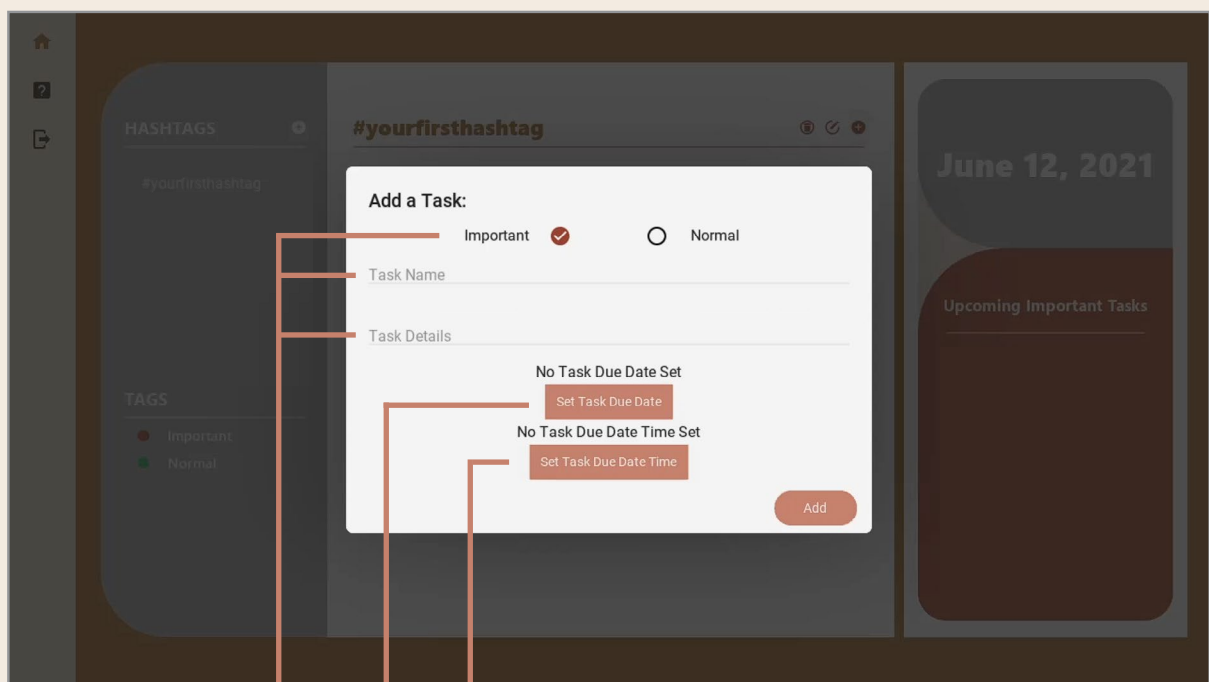 HASHTAGS
#yourfirsthashtag
TAGS
Important
Normal
#yourfirsthashtag
Add a Task:
Important Normal
Task Name
Task Details
No Task Due Date Set
Set Task Due Date
No Task Due Date Time Set
Set Task Due Date Time
Add
June 12, 2021
Upcoming Important Tasks